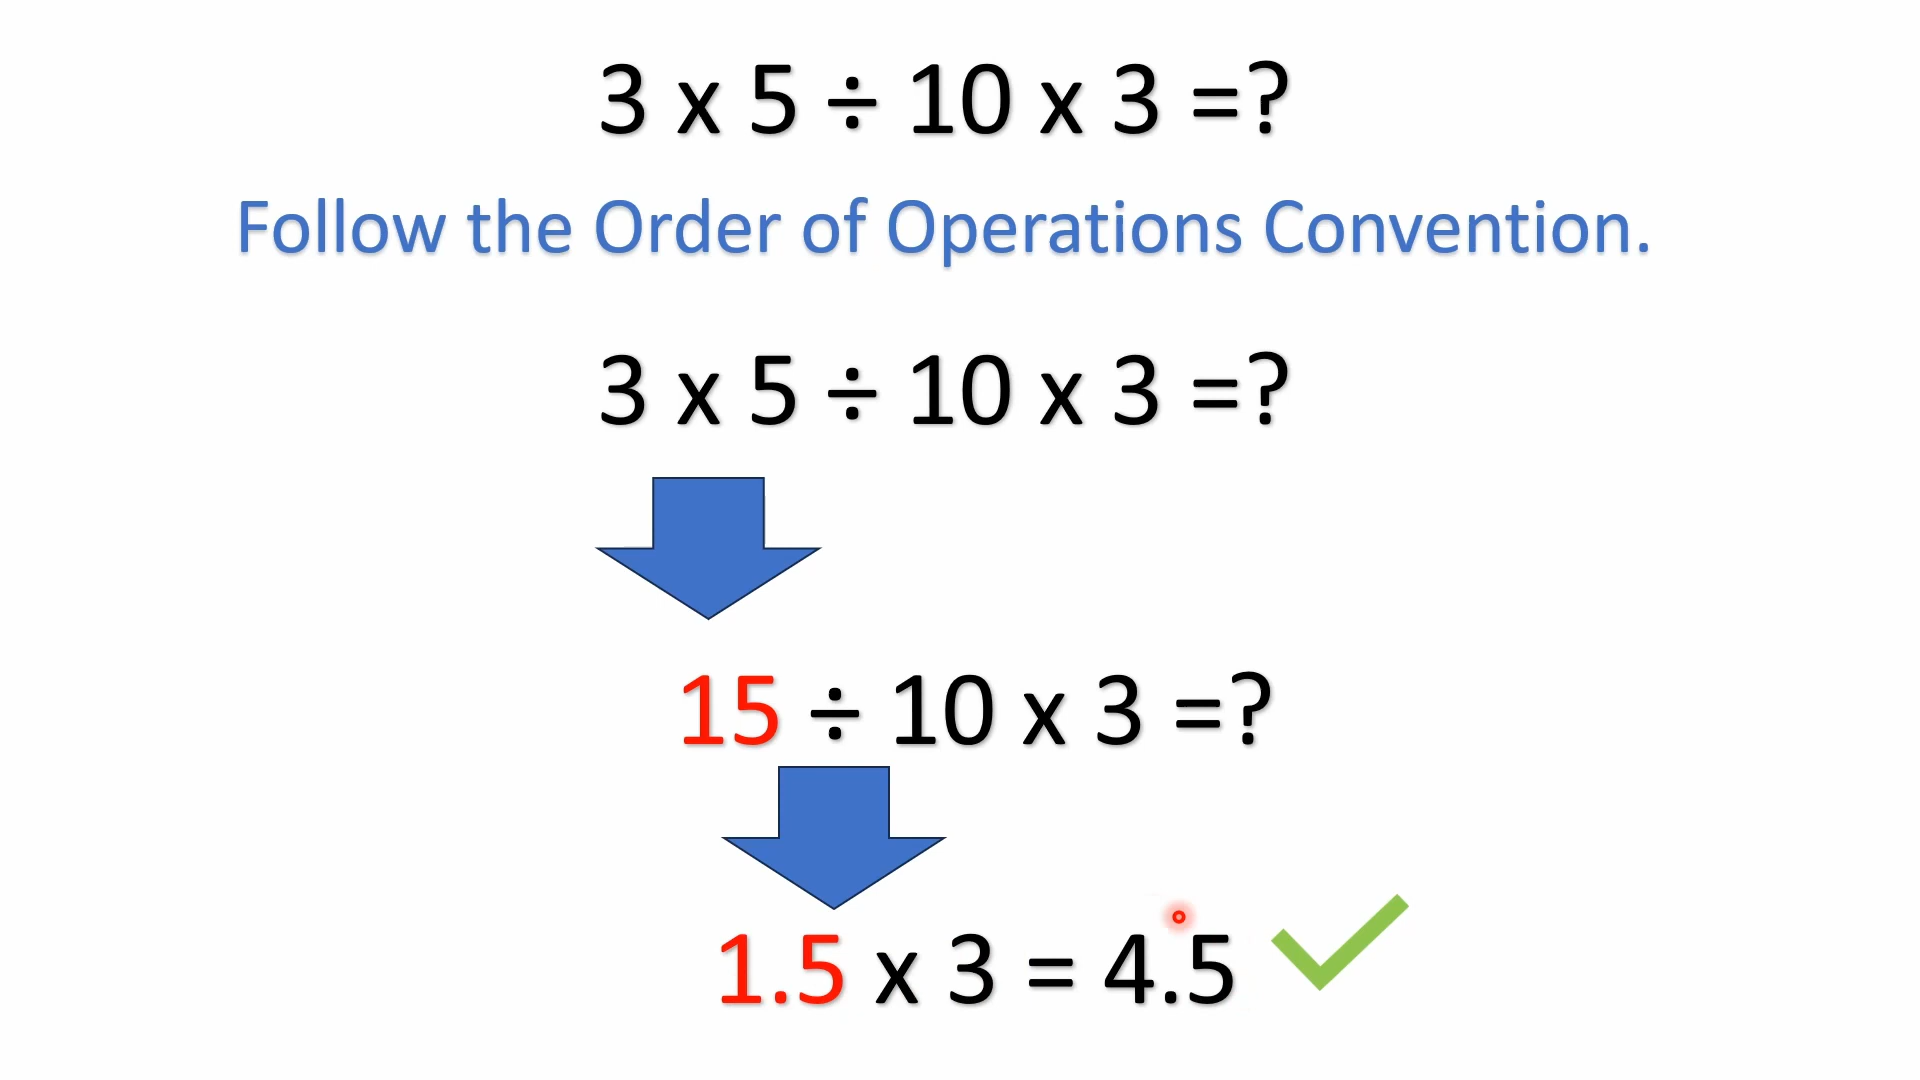 3 x 5 ÷ 10 x 3 =?
Follow the Order of Operations Convention.
3 x 5 ÷ 10 x 3 =?
15 ÷ 10 x 3 =?
1.5 x 3 = 4.5